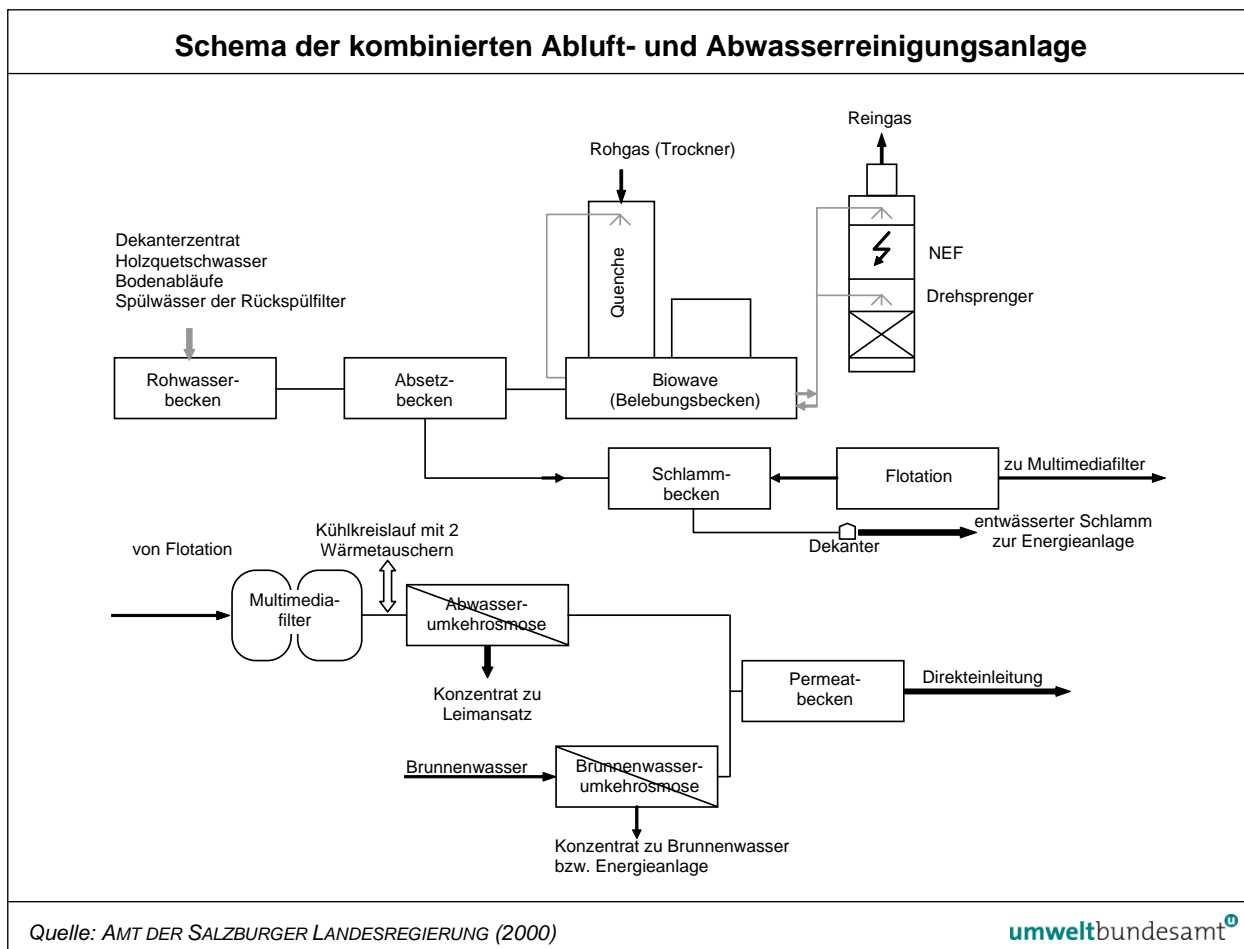 Schema der kombinierten Abluft- und Abwasserreinigungsanlage
Reingas
Rohgas (Trockner)
Dekanterzentrat
Holzquetschwasser
Bodenabläufe
Spülwässer der Rückspülfilter
Quenche
NEF
Drehsprenger
Rohwasser-
becken
Absetz-
becken
Biowave
(Belebungsbecken)
Schlamm-
becken
Flotation
zu Multimediafilter
Dekanter
entwässerter Schlamm
zur Energieanlage
von Flotation
Kühlkreislauf mit 2
Wärmetauschern
Multimedia-
filter
Abwasser-
umkehrosmose
Konzentrat zu
Leimansatz
Permeat-
becken
Direkteinleitung
Brunnenwasser
Brunnenwasser-
umkehrosmose
Konzentrat zu Brunnenwasser
bzw. Energieanlage
Quelle: AMT DER SALZBURGER LANDESREGIERUNG (2000)
umweltbundesamt u